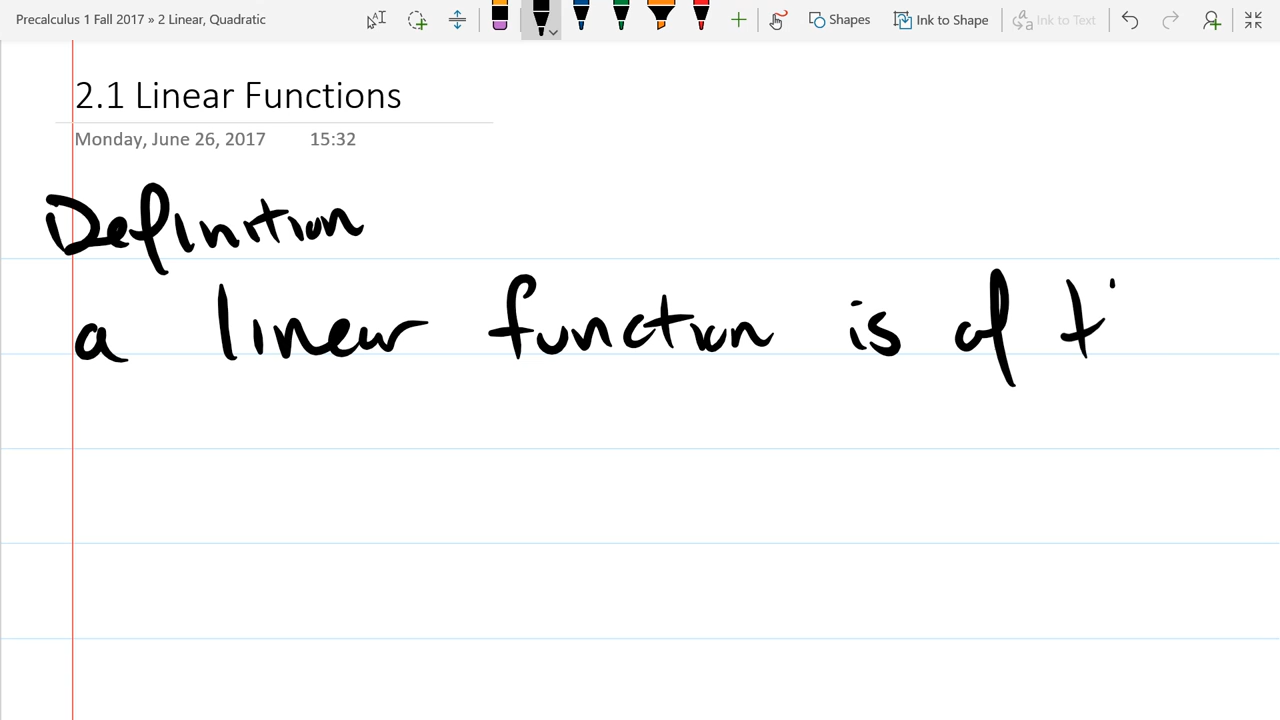 Precalculus 1 Fall 2017 » 2 Linear, Quadratic
Shapes
Ink to Shape
Ink to Text
2.1 Linear Functions
Monday, June 26, 2017 15:32
Definition
a linear function is of t